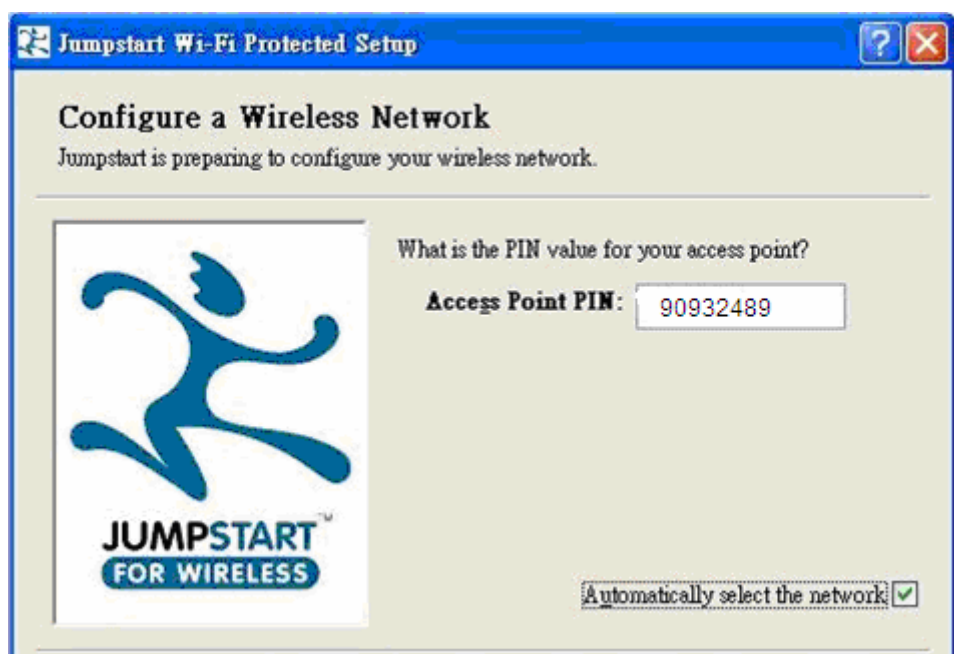 Jumpstart Wi-Fi Protected Setup
Configure a Wireless Network
Jumpstart is preparing to configure your wireless network.
What is the PIN value for your access point?
Access Point PIN: 90932489
JUMPSTART™
FOR WIRELESS
Automatically select the network